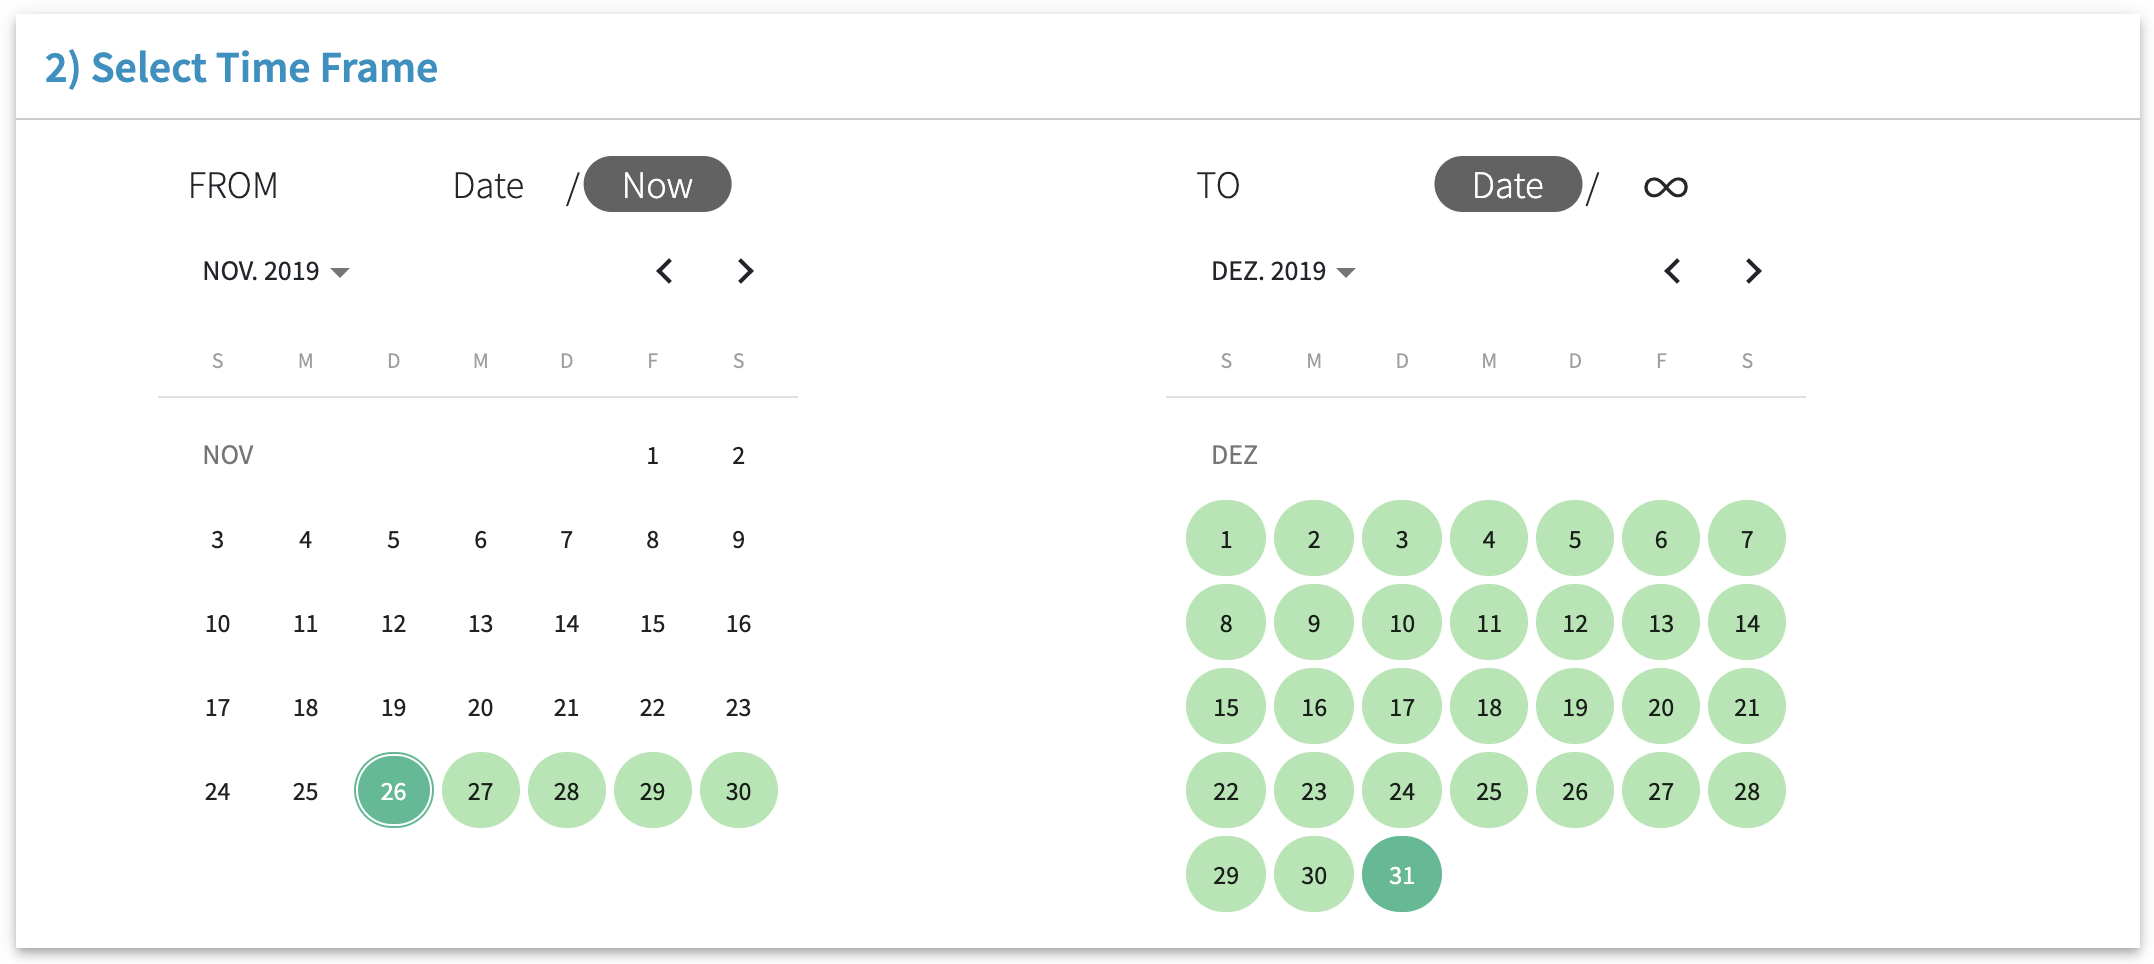 2) Select Time Frame
FROM Date / Now
NOV. 2019
S M D M D F S
NOV 1 2
3 4 5 6 7 8 9
10 11 12 13 14 15 16
17 18 19 20 21 22 23
24 25 26 27 28 29 30
TO Date / ∞
DEZ. 2019
S M D M D F S
DEZ
1 2 3 4 5 6 7
8 9 10 11 12 13 14
15 16 17 18 19 20 21
22 23 24 25 26 27 28
29 30 31